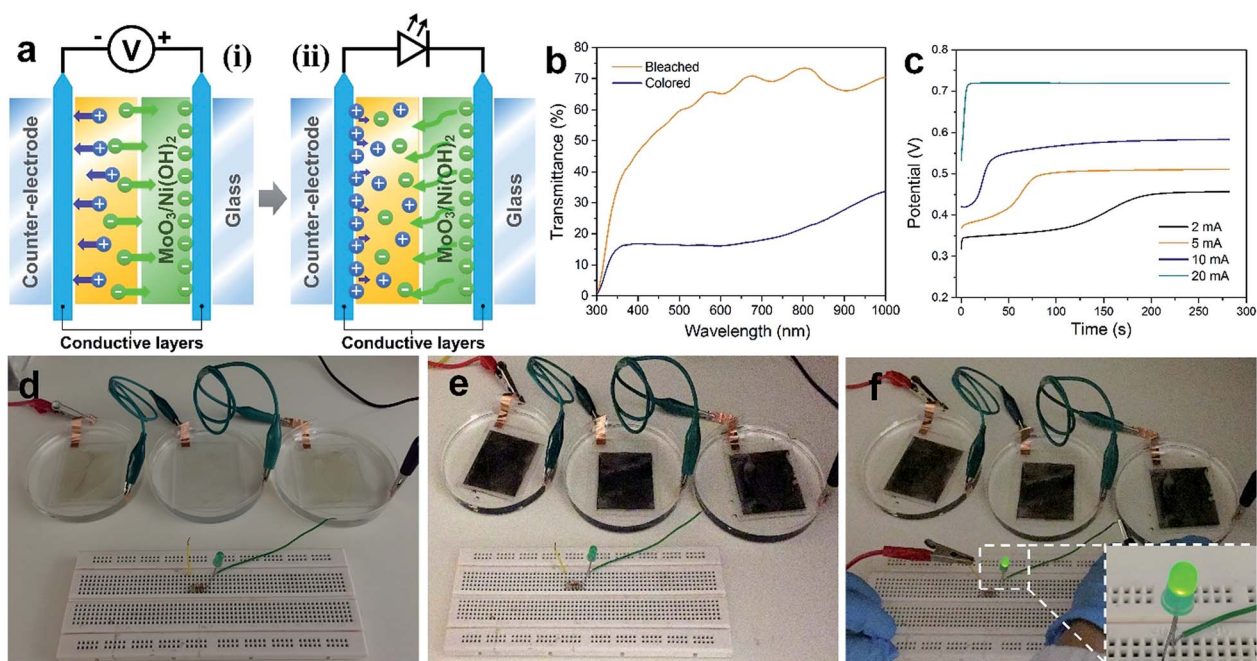 a
- V +
(i)
(ii)
Counter-electrode
MoO₃/Ni(OH)₂
Glass
Counter-electrode
MoO₃/Ni(OH)₂
Glass
Conductive layers
Conductive layers
b
Bleached
Colored
Transmittance (%)
80
70
60
50
40
30
20
10
0
300 400 500 600 700 800 900 1000
Wavelength (nm)
c
Potential (V)
0.8
0.7
0.6
0.5
0.4
0.3
0.2
2 mA
5 mA
10 mA
20 mA
0 50 100 150 200 250 300
Time (s)
d
e
f